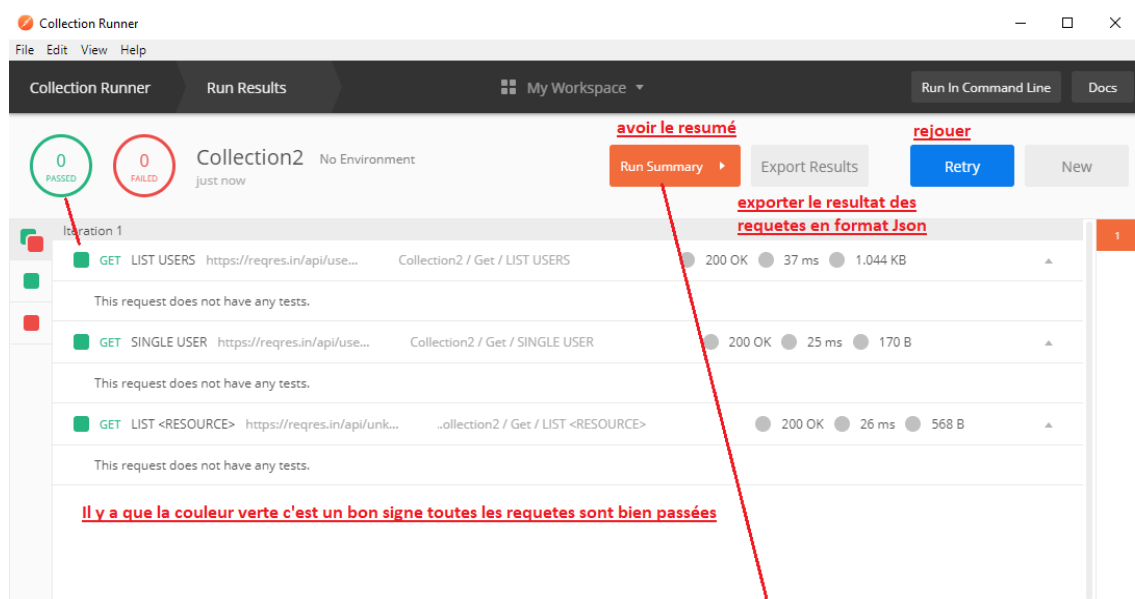 Collection Runner
File Edit View Help
Collection Runner Run Results My Workspace Run In Command Line Docs
avoir le resumé rejouer
0 PASSED 0 FAILED Collection2 No Environment Run Summary Export Results Retry New
just now
exporter le resultat des
requetes en format Json
Iteration 1 1
GET LIST USERS https://reqres.in/api/use... Collection2 / Get / LIST USERS 200 OK 37 ms 1.044 KB
This request does not have any tests.
GET SINGLE USER https://reqres.in/api/use... Collection2 / Get / SINGLE USER 200 OK 25 ms 170 B
This request does not have any tests.
GET LIST <RESOURCE> https://reqres.in/api/unk... ..ollection2 / Get / LIST <RESOURCE> 200 OK 26 ms 568 B
This request does not have any tests.
Il y a que la couleur verte c'est un bon signe toutes les requetes sont bien passées